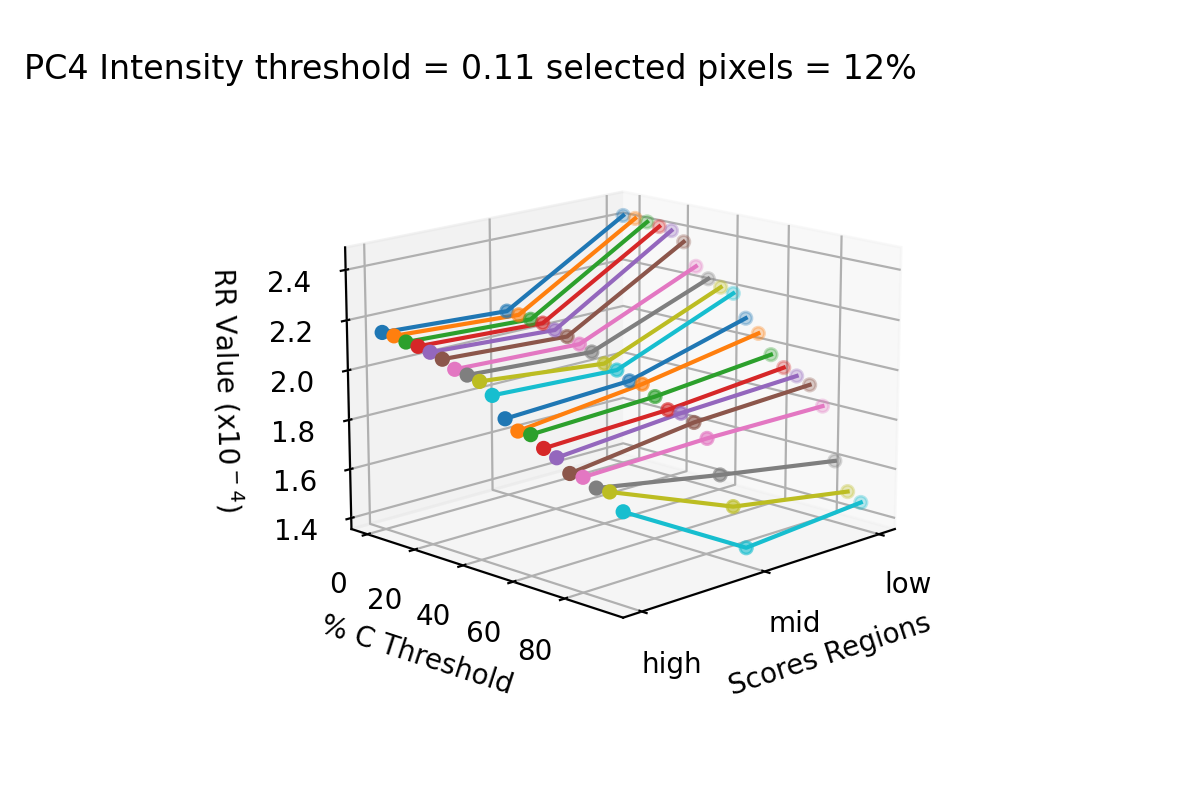 PC4 Intensity threshold = 0.11 selected pixels = 12%
RR Value (x10⁻⁴)
2.4
2.2
2.0
1.8
1.6
1.4
0
20
40
60
80
% C Threshold
high
mid
low
Scores Regions